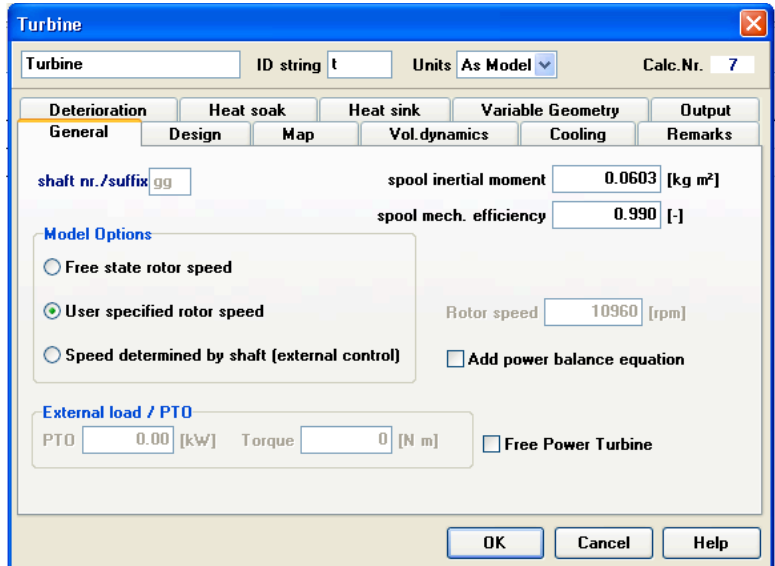 Turbine
Turbine ID string t Units As Model Calc.Nr. 7
Deterioration Heat soak Heat sink Variable Geometry Output
General Design Map Vol.dynamics Cooling Remarks
shaft nr./suffix gg spool inertial moment 0.0603 [kg m²]
spool mech. efficiency 0.990 [-]
Model Options
Free state rotor speed
User specified rotor speed Rotor speed 10960 [rpm]
Speed determined by shaft (external control) Add power balance equation
External load / PTO
PTO 0.00 [kW] Torque 0 [N m] Free Power Turbine
OK Cancel Help